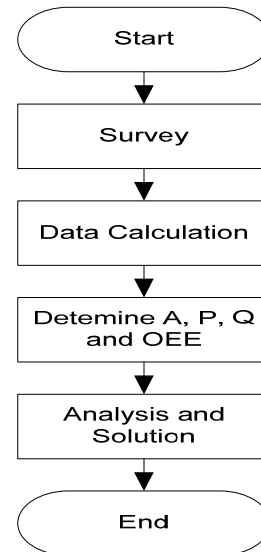 Start
Survey
Data Calculation
Detemine A, P, Q
and OEE
Analysis and
Solution
End